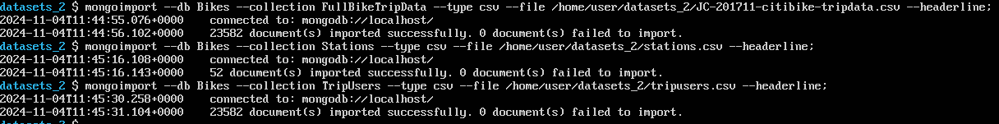 datasets_2 $ mongoimport --db Bikes --collection FullBikeTripData --type csv --file /home/user/datasets_2/JC-201711-citibike-tripdata.csv --headerline;
2024-11-04T11:44:55.076+0000    connected to: mongodb://localhost/
2024-11-04T11:44:56.102+0000    23582 document(s) imported successfully. 0 document(s) failed to import.
datasets_2 $ mongoimport --db Bikes --collection Stations --type csv --file /home/user/datasets_2/stations.csv --headerline;
2024-11-04T11:45:16.108+0000    connected to: mongodb://localhost/
2024-11-04T11:45:16.143+0000    52 document(s) imported successfully. 0 document(s) failed to import.
datasets_2 $ mongoimport --db Bikes --collection TripUsers --type csv --file /home/user/datasets_2/tripusers.csv --headerline;
2024-11-04T11:45:30.258+0000    connected to: mongodb://localhost/
2024-11-04T11:45:31.104+0000    23582 document(s) imported successfully. 0 document(s) failed to import.
datasets_2 $